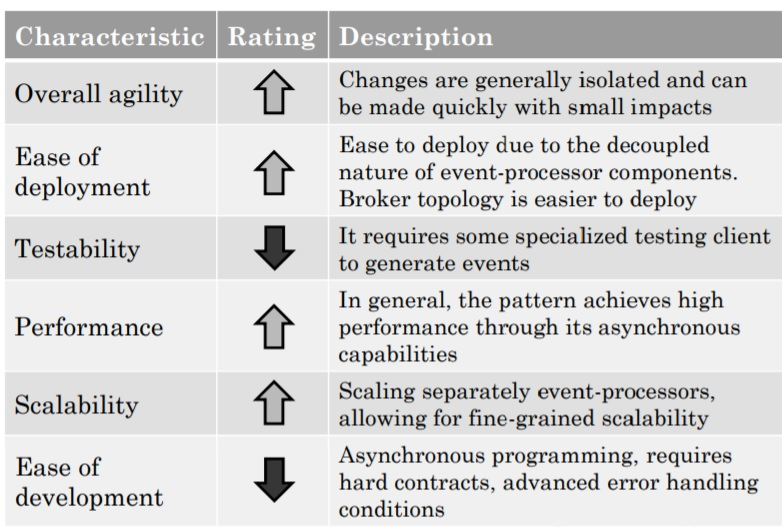 Characteristic Rating Description
Overall agility
Changes are generally isolated and can
be made quickly with small impacts
Ease of
deployment
Ease to deploy due to the decoupled
nature of event-processor components.
Broker topology is easier to deploy
Testability
It requires some specialized testing client
to generate events
Performance
In general, the pattern achieves high
performance through its asynchronous
capabilities
Scalability
Scaling separately event-processors,
allowing for fine-grained scalability
Ease of
development
Asynchronous programming, requires
hard contracts, advanced error handling
conditions